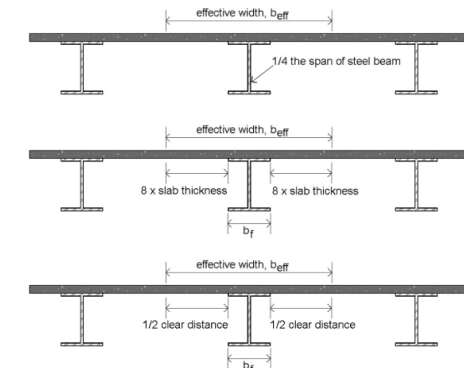 effective width, beff
1/4 the span of steel beam
effective width, beff
8 x slab thickness 8 x slab thickness
bf
effective width, beff
1/2 clear distance 1/2 clear distance
bf